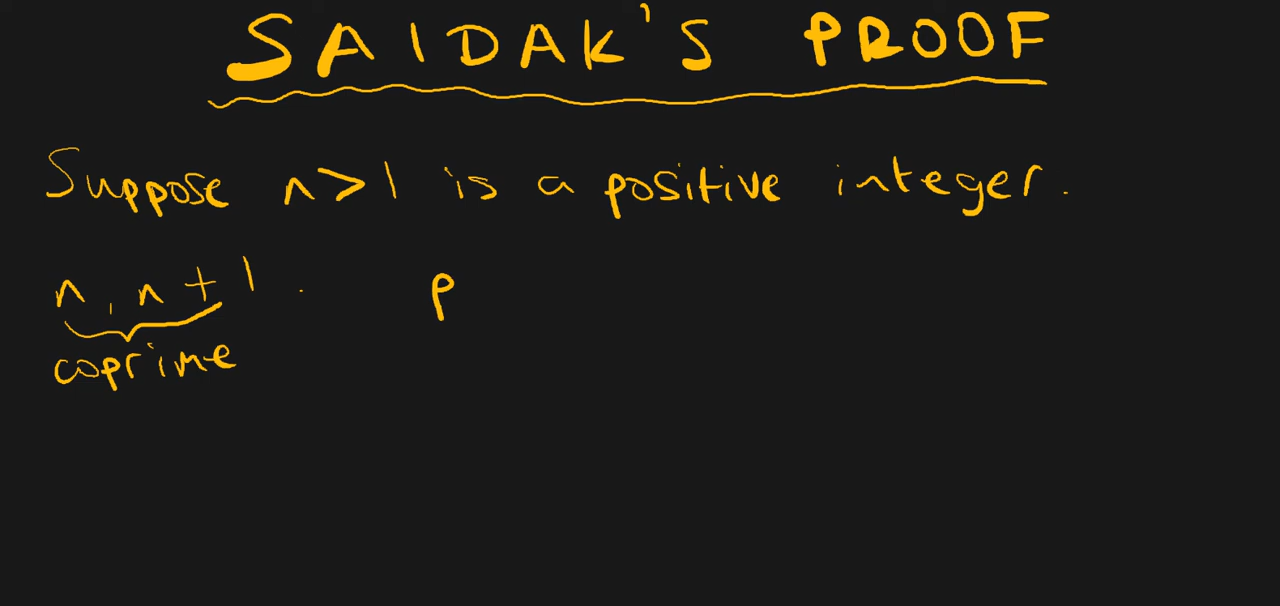 SAIDAK'S PROOF
Suppose n>1 is a positive integer.
n, n+1. p
coprime